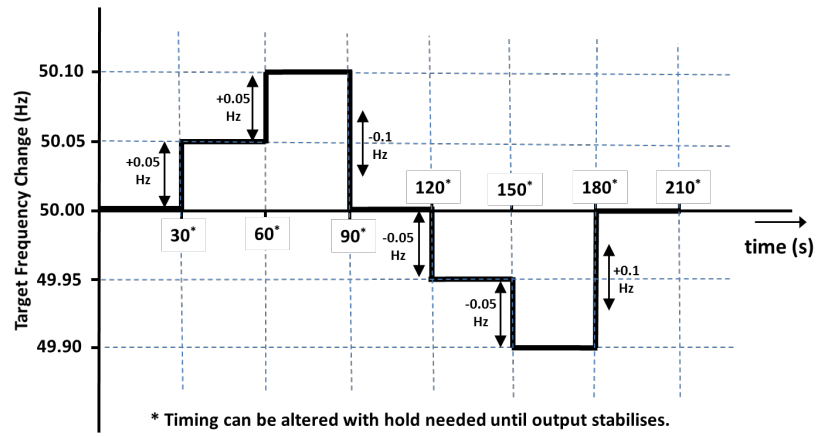 Target Frequency Change (Hz)
50.10
50.05
50.00
49.95
49.90
+0.05
Hz
+0.05
Hz
-0.1
Hz
30*
60*
90*
120*
150*
180*
210*
-0.05
Hz
-0.05
Hz
+0.1
Hz
time (s)
* Timing can be altered with hold needed until output stabilises.